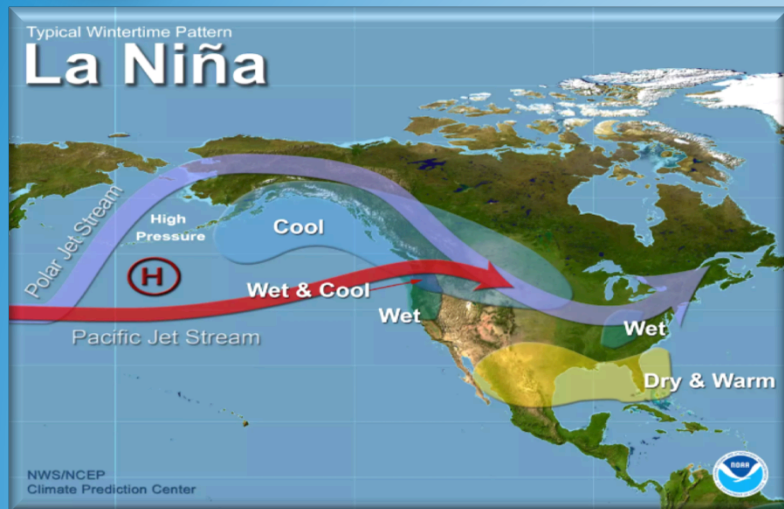 Typical Wintertime Pattern
La Niña
Polar Jet Stream
High
Pressure
H
Cool
Wet & Cool
Wet
Pacific Jet Stream
Wet
Dry & Warm
NWS/NCEP
Climate Prediction Center
NOAA